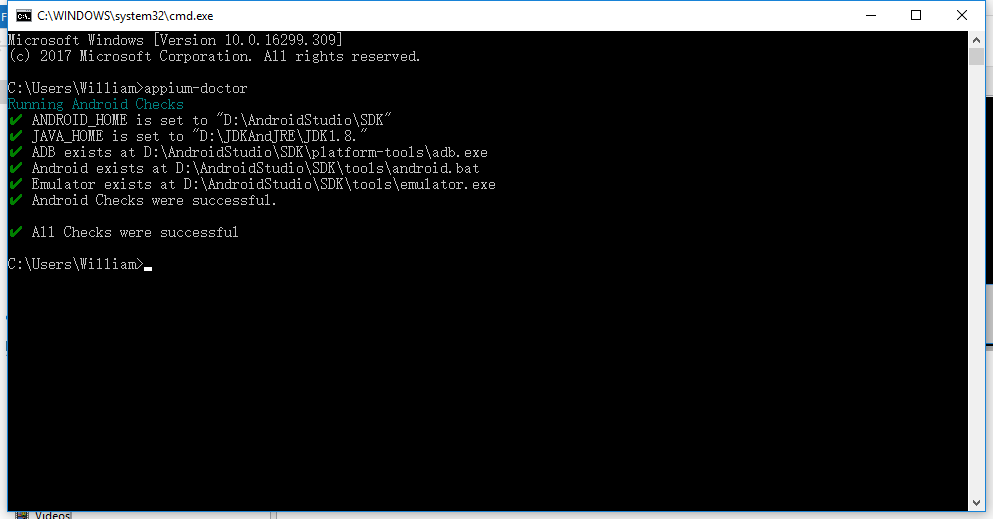 C:\WINDOWS\system32\cmd.exe
Microsoft Windows [Version 10.0.16299.309]
(c) 2017 Microsoft Corporation. All rights reserved.
C:\Users\William>appium-doctor
Running Android Checks
✔ ANDROID_HOME is set to "D:\AndroidStudio\SDK"
✔ JAVA_HOME is set to "D:\JDKAndJRE\JDK1.8."
✔ ADB exists at D:\AndroidStudio\SDK\platform-tools\adb.exe
✔ Android exists at D:\AndroidStudio\SDK\tools\android.bat
✔ Emulator exists at D:\AndroidStudio\SDK\tools\emulator.exe
✔ Android Checks were successful.
✔ All Checks were successful
C:\Users\William>
Videos